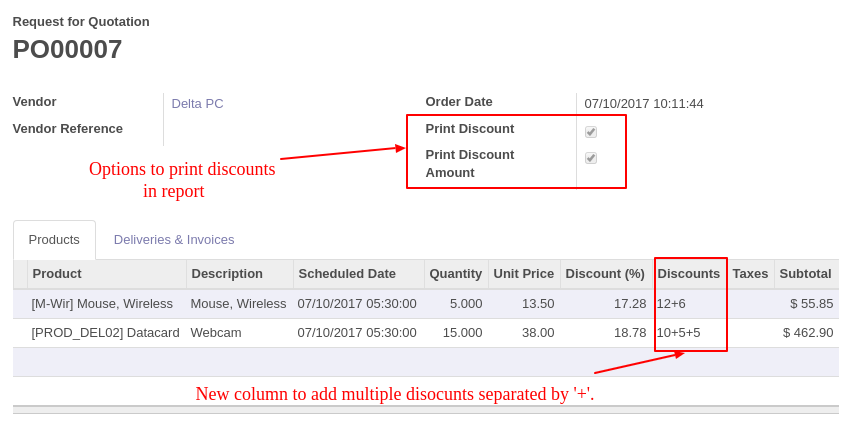 Request for Quotation
PO00007
Vendor Delta PC Order Date 07/10/2017 10:11:44
Vendor Reference Print Discount
Print Discount
Amount
Options to print discounts
in report
Products Deliveries & Invoices
Product Description Scheduled Date Quantity Unit Price Discount (%) Discounts Taxes Subtotal
[M-Wir] Mouse, Wireless Mouse, Wireless 07/10/2017 05:30:00 5.000 13.50 17.28 12+6 $ 55.85
[PROD_DEL02] Datacard Webcam 07/10/2017 05:30:00 15.000 38.00 18.78 10+5+5 $ 462.90
New column to add multiple disocunts separated by '+'.